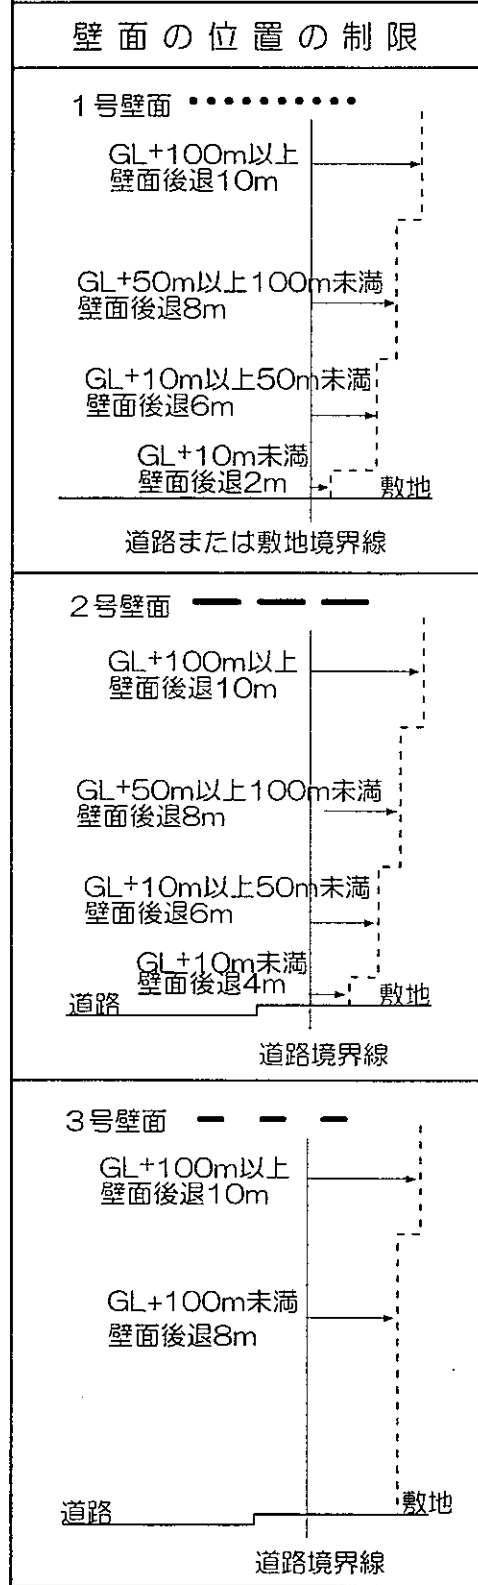 壁面の位置の制限
1号壁面
GL+100m以上
壁面後退10m
GL+50m以上100m未満
壁面後退8m
GL+10m以上50m未満
壁面後退6m
GL+10m未満
壁面後退2m
敷地
道路または敷地境界線
2号壁面
GL+100m以上
壁面後退10m
GL+50m以上100m未満
壁面後退8m
GL+10m以上50m未満
壁面後退6m
GL+10m未満
壁面後退4m
道路
敷地
道路境界線
3号壁面
GL+100m以上
壁面後退10m
GL+100m未満
壁面後退8m
道路
敷地
道路境界線